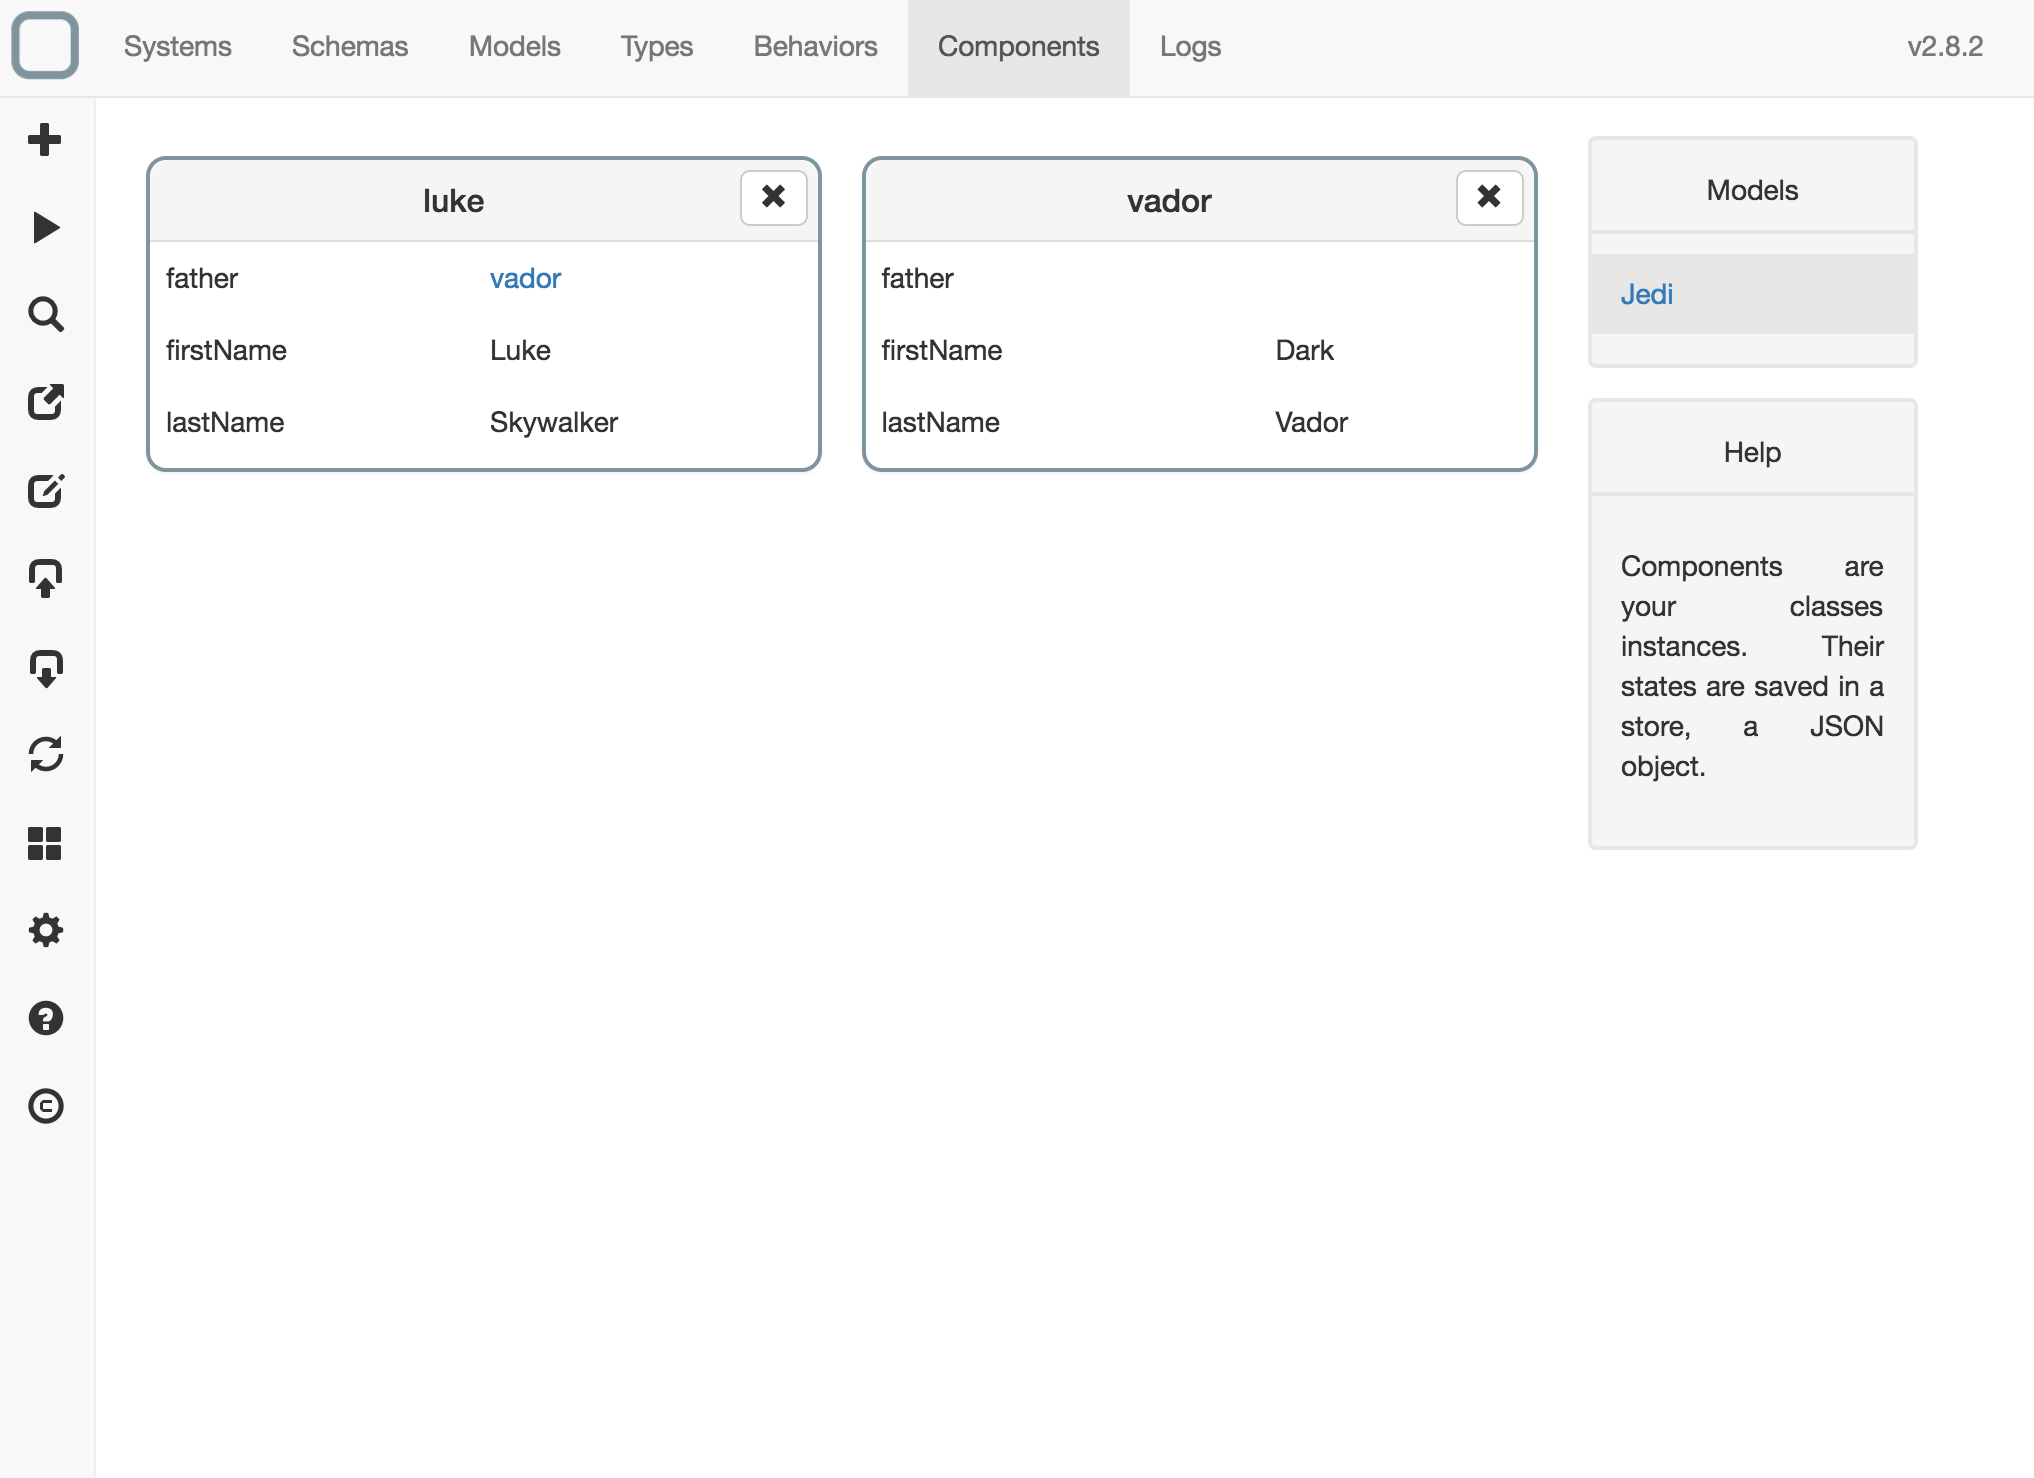 Systems Schemas Models Types Behaviors Components Logs v2.8.2
luke
father vador
firstName Luke
lastName Skywalker
vador
father
firstName Dark
lastName Vador
Models
Jedi
Help
Components are
your classes
instances. Their
states are saved in a
store, a JSON
object.